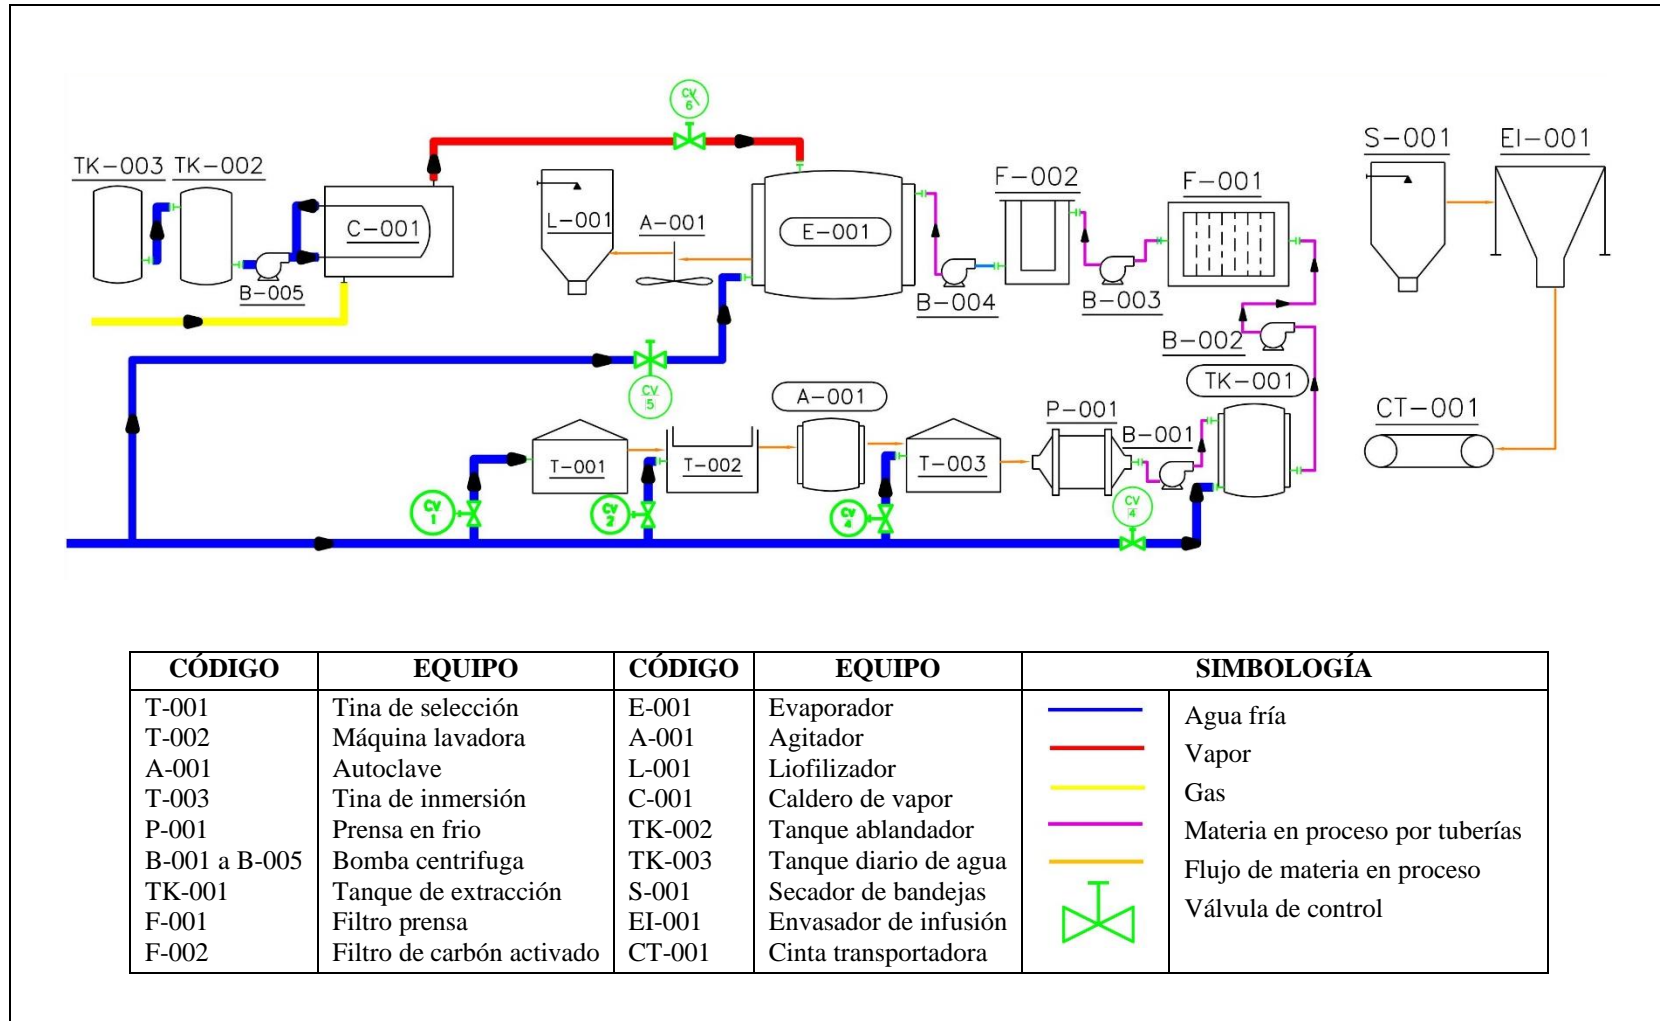 CV
6
S-001
EI-001
TK-003
TK-002
F-002
F-001
C-001
L-001
A-001
E-001
B-005
B-004
B-003
B-002
CV
5
A-001
TK-001
P-001
B-001
CT-001
T-001
T-002
T-003
CV
1
CV
2
CV
4
CV
4
CÓDIGO EQUIPO CÓDIGO EQUIPO SIMBOLOGÍA
T-001 Tina de selección E-001 Evaporador Agua fría
T-002 Máquina lavadora A-001 Agitador Vapor
A-001 Autoclave L-001 Liofilizador Gas
T-003 Tina de inmersión C-001 Caldero de vapor
P-001 Prensa en frio TK-002 Tanque ablandador Materia en proceso por tuberías
B-001 a B-005 Bomba centrifuga TK-003 Tanque diario de agua Flujo de materia en proceso
TK-001 Tanque de extracción S-001 Secador de bandejas Válvula de control
F-001 Filtro prensa EI-001 Envasador de infusión
F-002 Filtro de carbón activado CT-001 Cinta transportadora